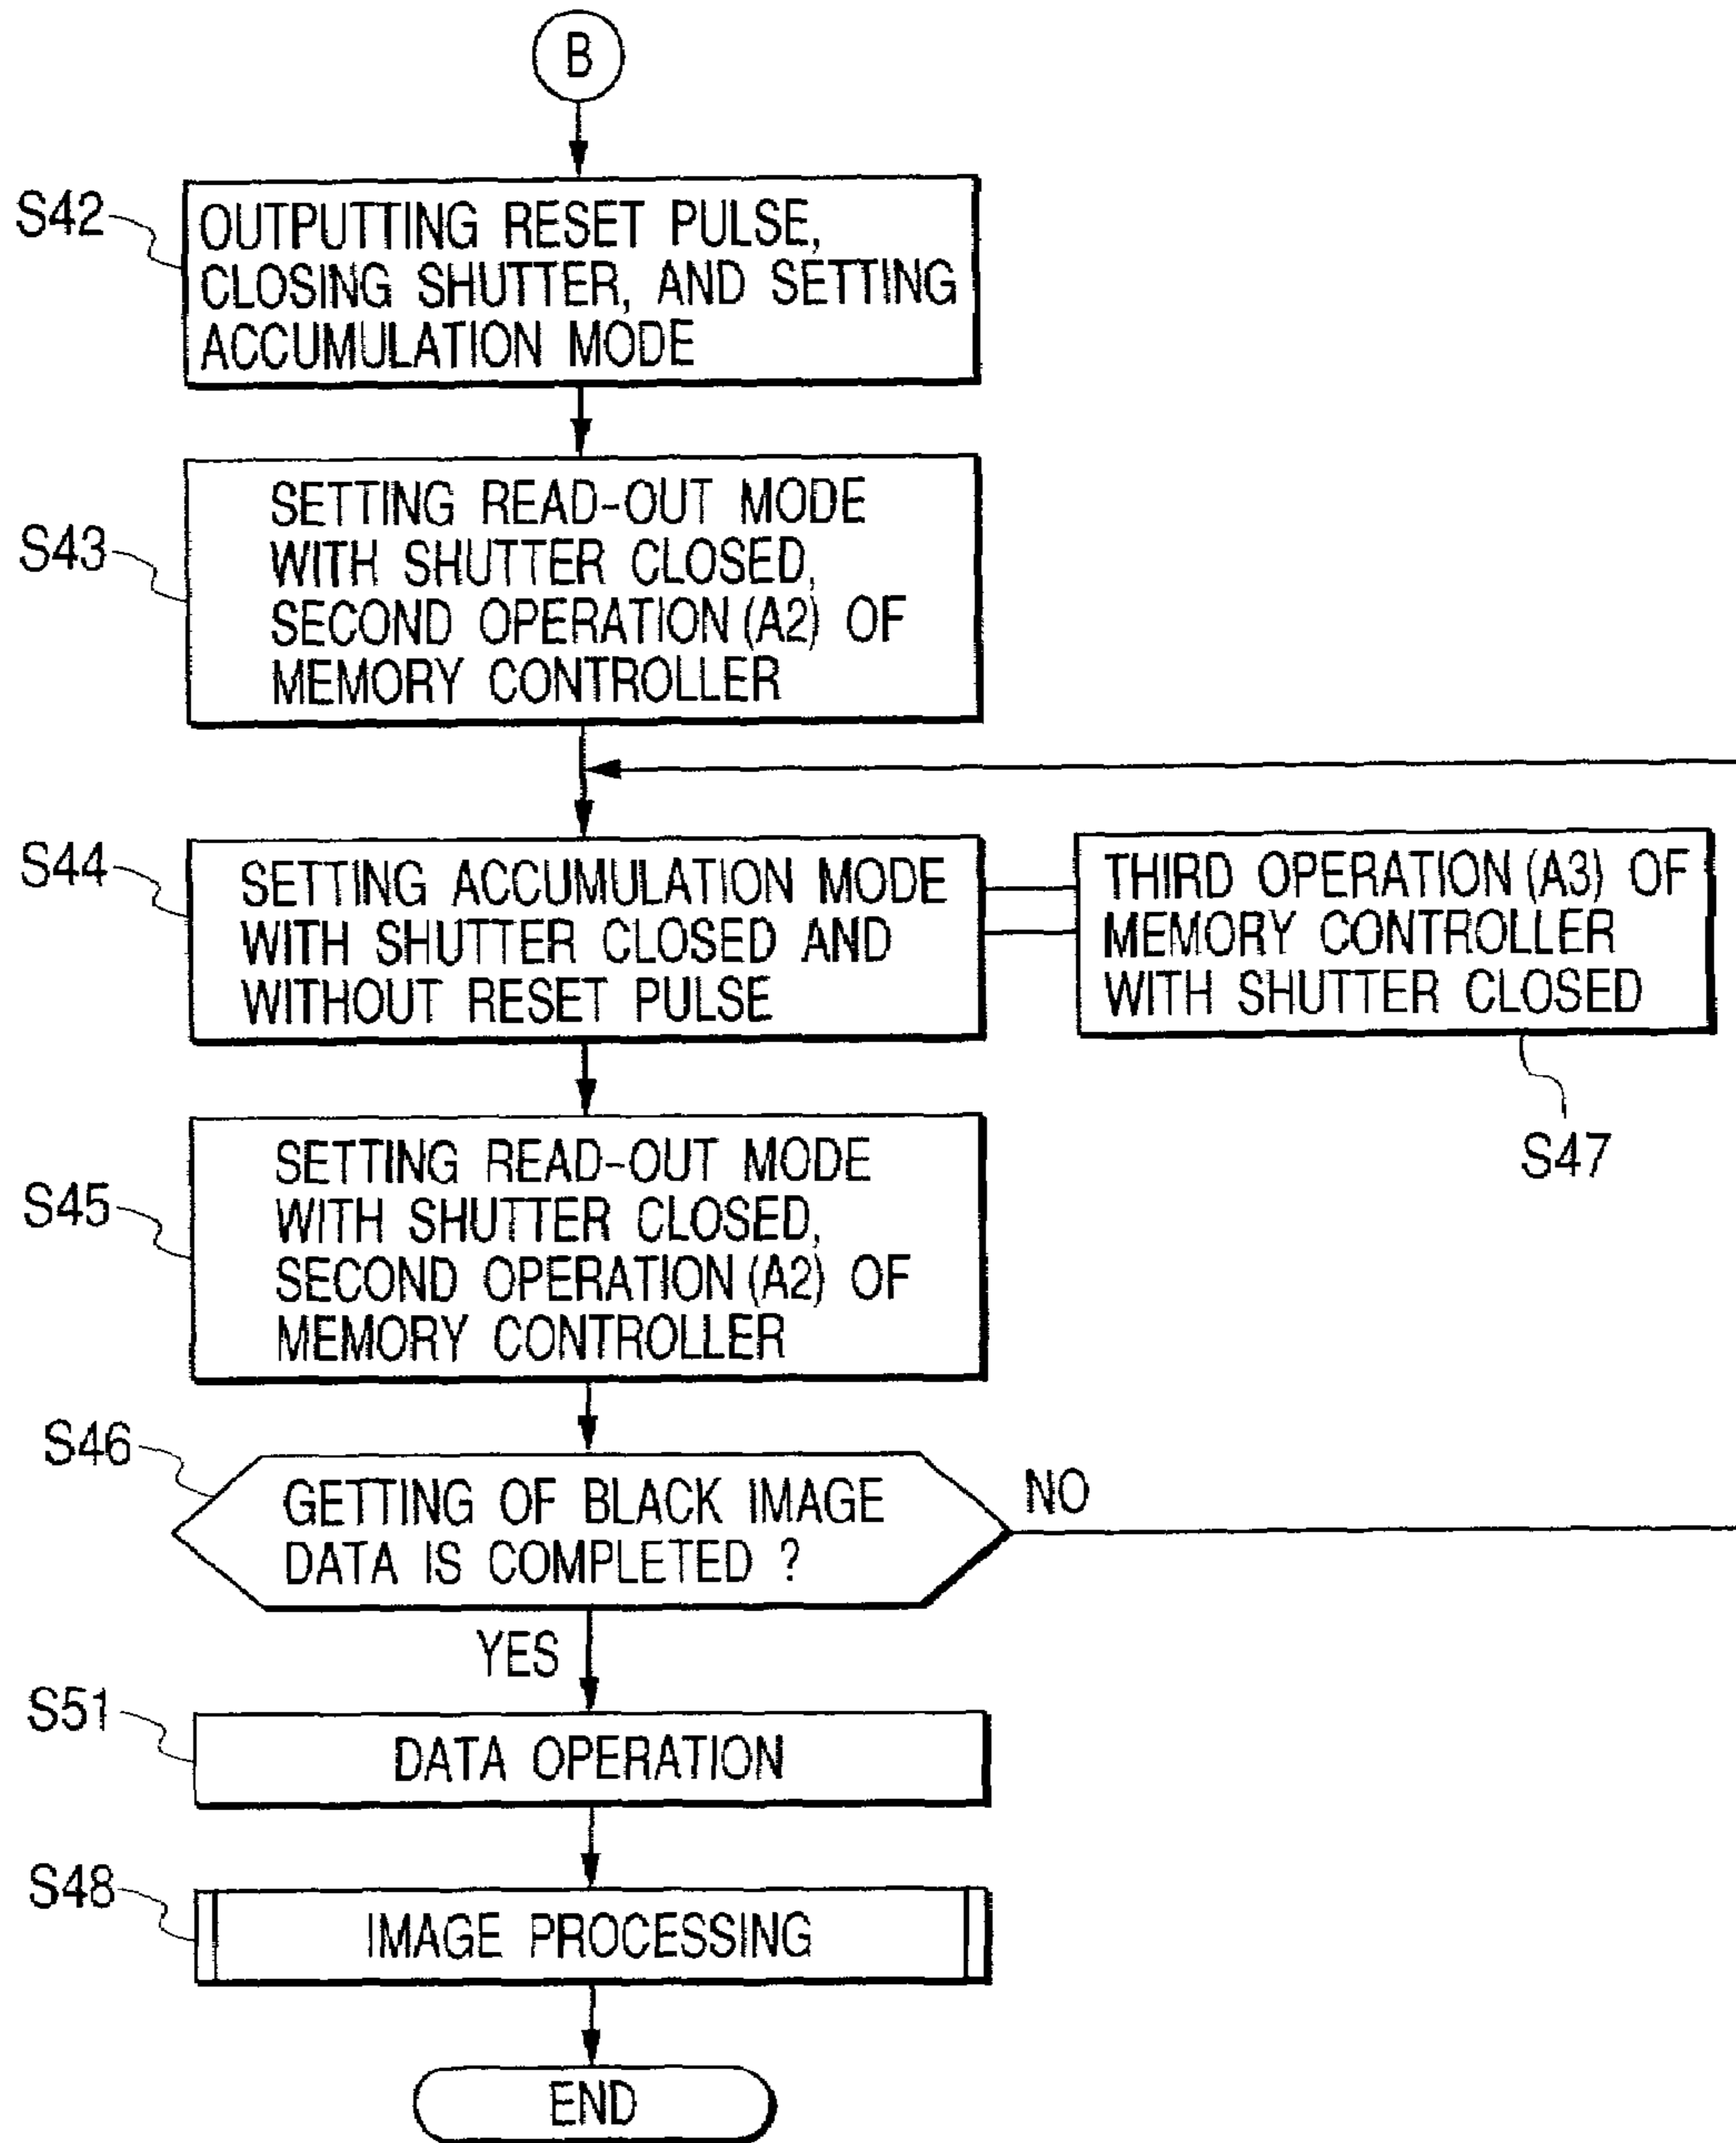 B
S42
OUTPUTTING RESET PULSE,
CLOSING SHUTTER, AND SETTING
ACCUMULATION MODE
S43
SETTING READ-OUT MODE
WITH SHUTTER CLOSED,
SECOND OPERATION (A2) OF
MEMORY CONTROLLER
S44
SETTING ACCUMULATION MODE
WITH SHUTTER CLOSED AND
WITHOUT RESET PULSE
THIRD OPERATION (A3) OF
MEMORY CONTROLLER
WITH SHUTTER CLOSED
S47
S45
SETTING READ-OUT MODE
WITH SHUTTER CLOSED,
SECOND OPERATION (A2) OF
MEMORY CONTROLLER
S46
GETTING OF BLACK IMAGE
DATA IS COMPLETED ?
NO
YES
S51
DATA OPERATION
S48
IMAGE PROCESSING
END